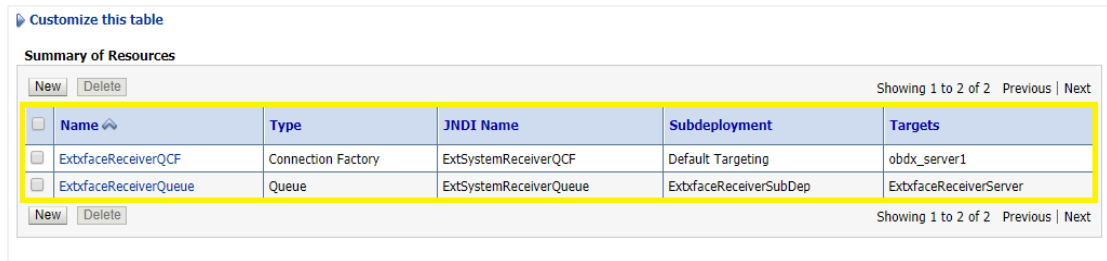 Customize this table
Summary of Resources
New Delete Showing 1 to 2 of 2 Previous | Next
Name Type JNDI Name Subdeployment Targets
ExtxfaceReceiverQCF Connection Factory ExtSystemReceiverQCF Default Targeting obdx_server1
ExtxfaceReceiverQueue Queue ExtSystemReceiverQueue ExtxfaceReceiverSubDep ExtxfaceReceiverServer
New Delete Showing 1 to 2 of 2 Previous | Next